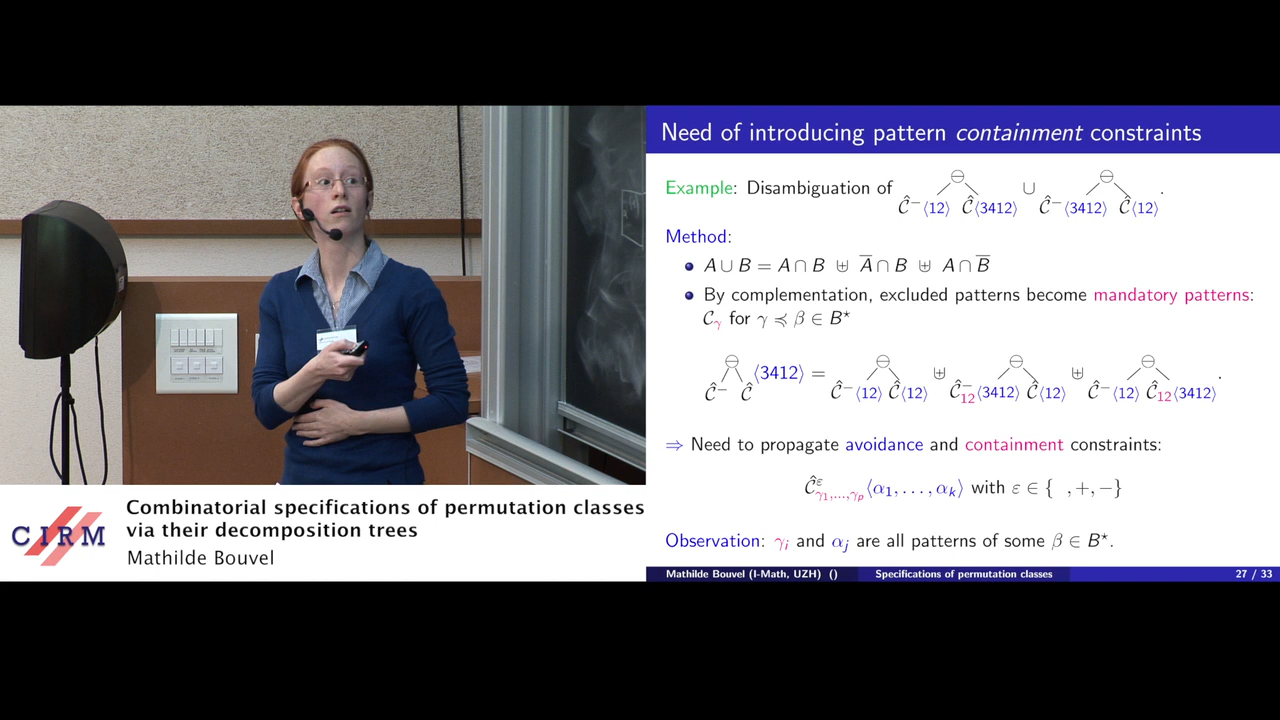 Need of introducing pattern containment constraints
Example: Disambiguation of ⊖ ∪ ⊖ .
Ĉ⁻⟨12⟩ Ĉ⟨3412⟩ Ĉ⁻⟨3412⟩ Ĉ⟨12⟩
Method:
A ∪ B = A ∩ B ⊎ A̅ ∩ B ⊎ A ∩ B̅
By complementation, excluded patterns become mandatory patterns:
𝒞_γ for γ ≼ β ∈ B⋆
⊖ ⟨3412⟩ = ⊖ ⊎ ⊖ ⊎ ⊖ .
Ĉ⁻ Ĉ Ĉ⁻⟨12⟩ Ĉ⟨12⟩ Ĉ⁻₁₂⟨3412⟩ Ĉ⟨12⟩ Ĉ⁻⟨12⟩ Ĉ₁₂⟨3412⟩
⇒ Need to propagate avoidance and containment constraints:
Ĉ^ε_{γ₁,...,γₚ}⟨α₁, . . . , αₖ⟩ with ε ∈ { , +, −}
Observation: γᵢ and αⱼ are all patterns of some β ∈ B⋆.
Mathilde Bouvel (I-Math, UZH) () Specifications of permutation classes 27 / 33
CIRM
Combinatorial specifications of permutation classes
via their decomposition trees
Mathilde Bouvel